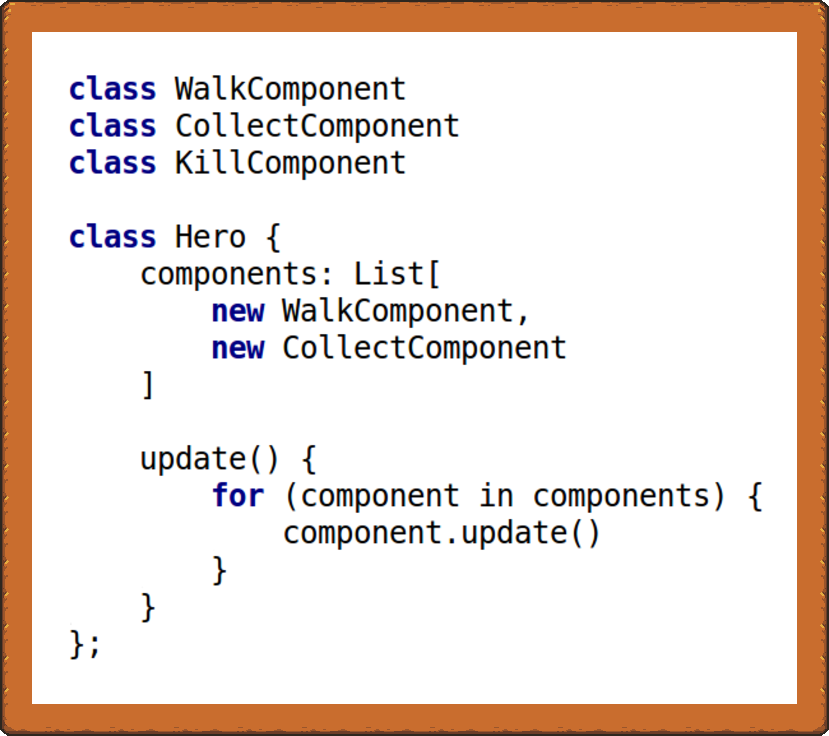 class WalkComponent
class CollectComponent
class KillComponent

class Hero {
    components: List[
        new WalkComponent,
        new CollectComponent
    ]

    update() {
        for (component in components) {
            component.update()
        }
    }
};